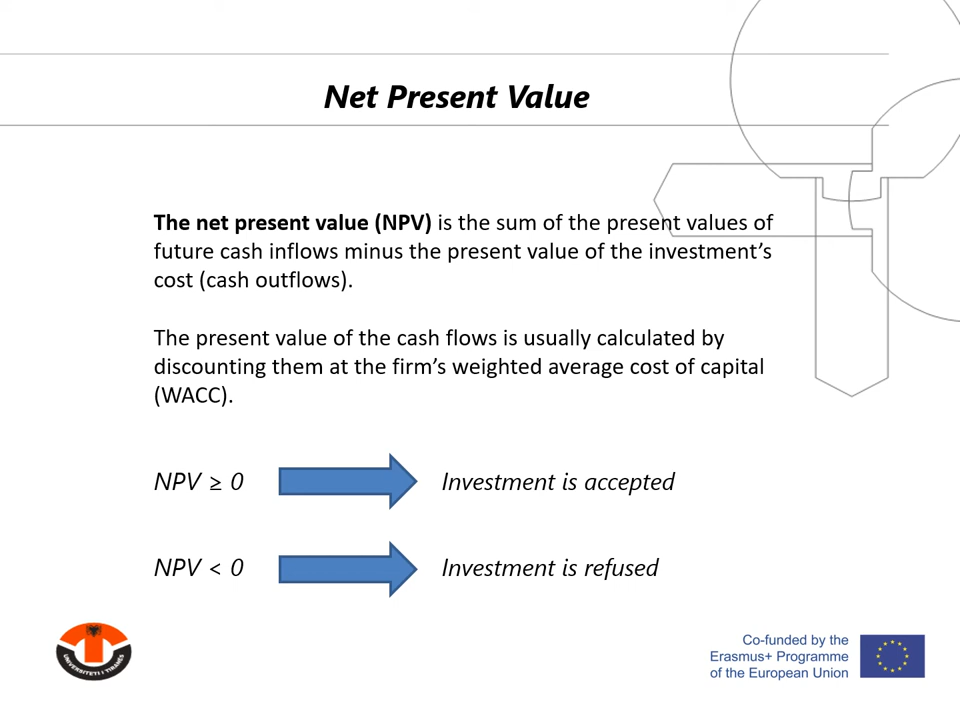 Net Present Value
The net present value (NPV) is the sum of the present values of
future cash inflows minus the present value of the investment’s
cost (cash outflows).
The present value of the cash flows is usually calculated by
discounting them at the firm’s weighted average cost of capital
(WACC).
NPV ≥ 0 Investment is accepted
NPV < 0 Investment is refused
UNIVERSITETI I TIRANËS
Co-funded by the
Erasmus+ Programme
of the European Union